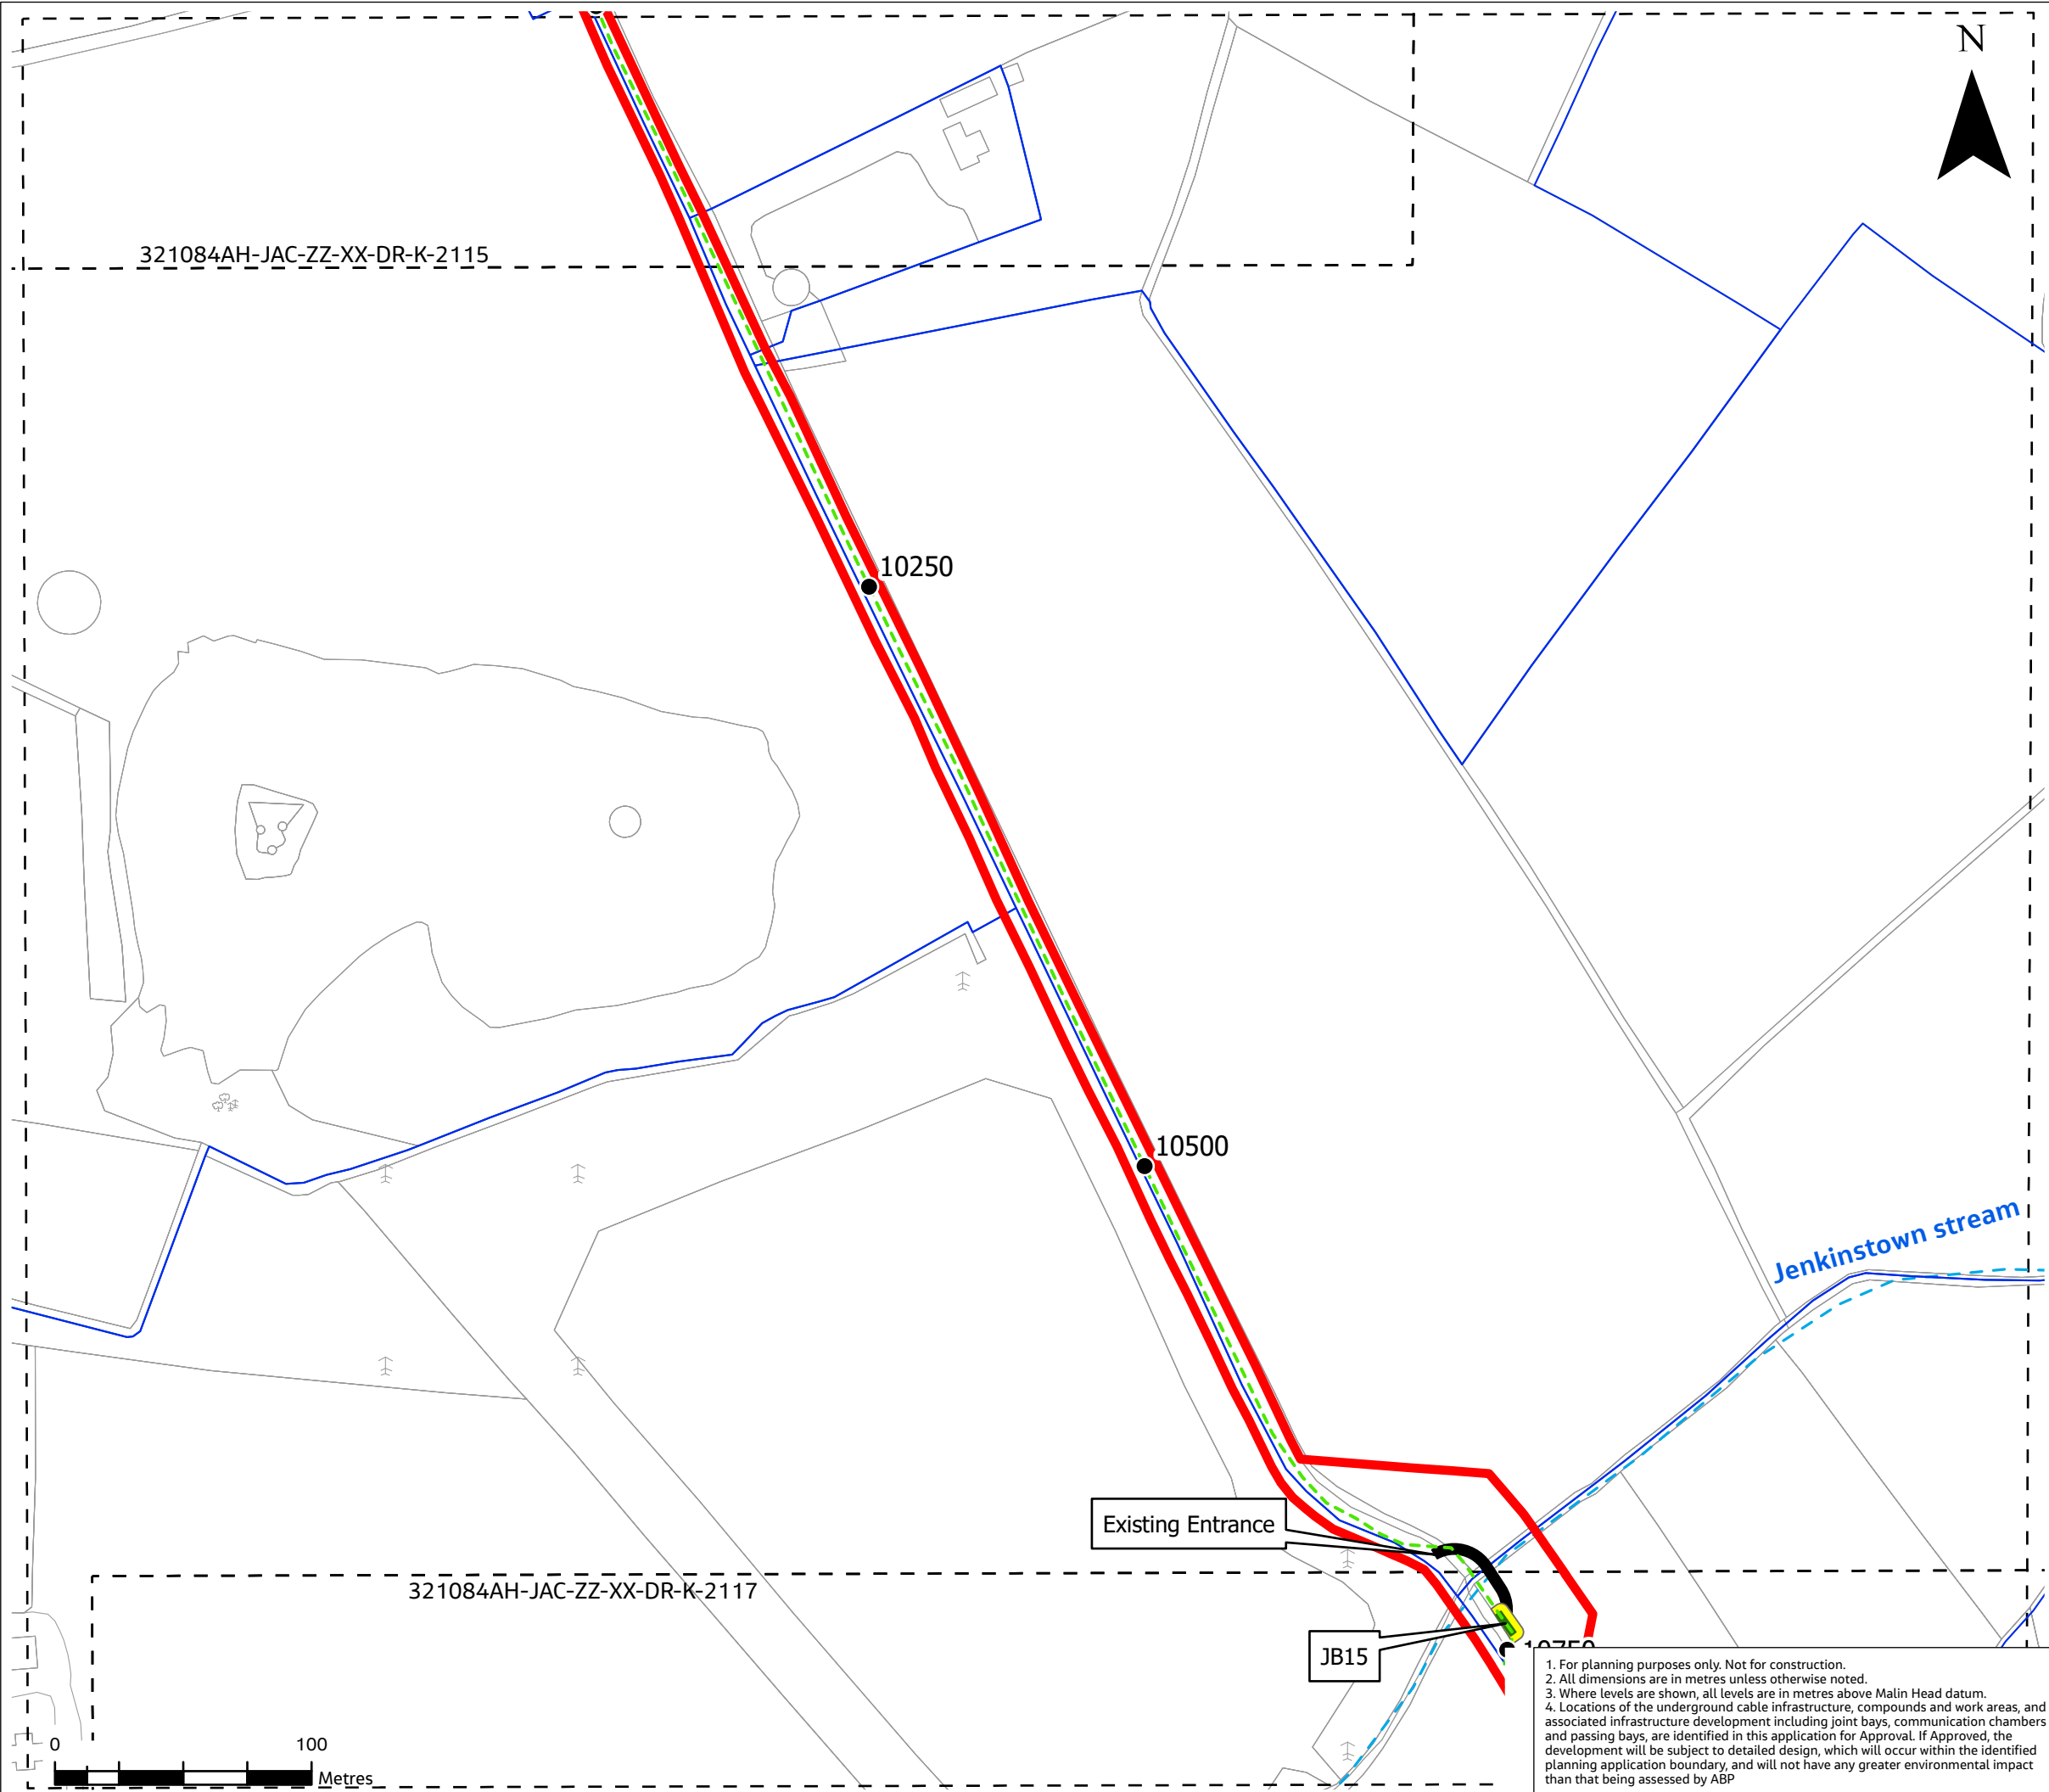 N
321084AH-JAC-ZZ-XX-DR-K-2115
10250
10500
Jenkinstown stream
Existing Entrance
321084AH-JAC-ZZ-XX-DR-K-2117
JB15
10750
1. For planning purposes only. Not for construction.
2. All dimensions are in metres unless otherwise noted.
3. Where levels are shown, all levels are in metres above Malin Head datum.
4. Locations of the underground cable infrastructure, compounds and work areas, and
associated infrastructure development including joint bays, communication chambers
and passing bays, are identified in this application for Approval. If Approved, the
development will be subject to detailed design, which will occur within the identified
planning application boundary, and will not have any greater environmental impact
than that being assessed by ABP
0 100
Metres